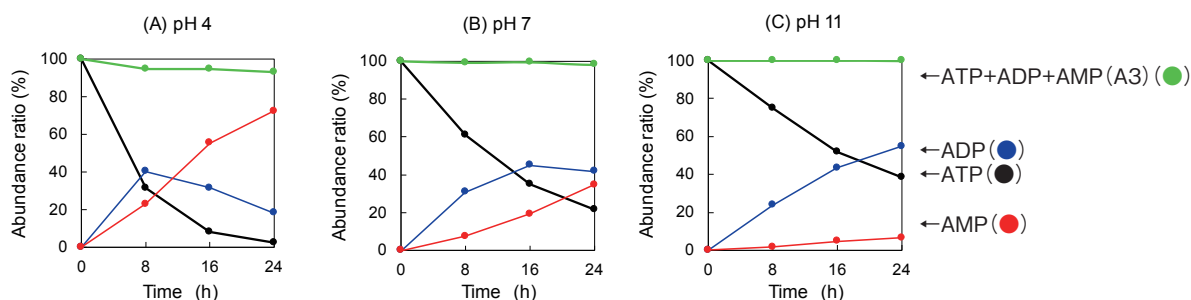 (A) pH 4
(B) pH 7
(C) pH 11
Abundance ratio (%)
100
80
60
40
20
0
0
8
16
24
Time (h)
Abundance ratio (%)
100
80
60
40
20
0
0
8
16
24
Time (h)
Abundance ratio (%)
100
80
60
40
20
0
0
8
16
24
Time (h)
←ATP+ADP+AMP(A3)(●)
←ADP(●)
←ATP(●)
←AMP(●)